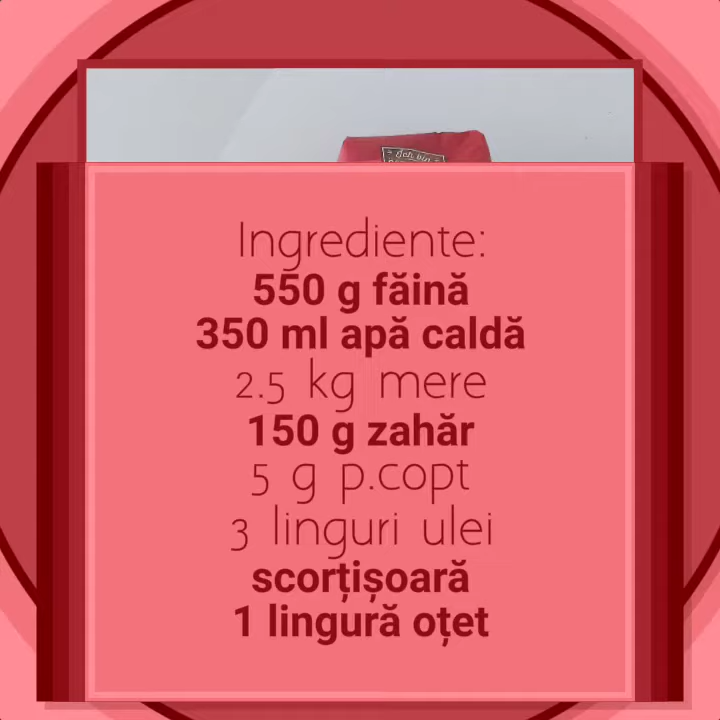 Ingrediente:
550 g făină
350 ml apă caldă
2.5 kg mere
150 g zahăr
5 g p.copt
3 linguri ulei
scorțișoară
1 lingură oțet